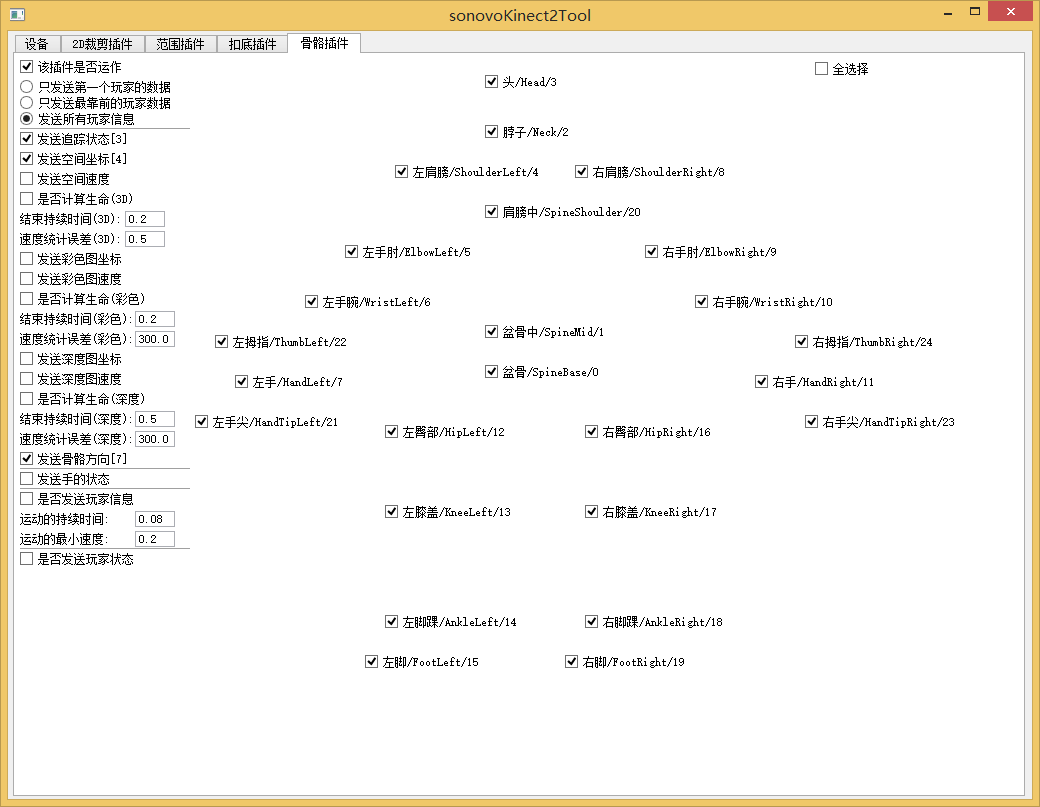 sonovoKinect2Tool
设备 2D裁剪插件 范围插件 扣底插件 骨骼插件
该插件是否运作
只发送第一个玩家的数据
只发送最靠前的玩家数据
发送所有玩家信息
发送追踪状态[3]
发送空间坐标[4]
发送空间速度
是否计算生命(3D)
结束持续时间(3D): 0.2
速度统计误差(3D): 0.5
发送彩色图坐标
发送彩色图速度
是否计算生命(彩色)
结束持续时间(彩色): 0.2
速度统计误差(彩色): 300.0
发送深度图坐标
发送深度图速度
是否计算生命(深度)
结束持续时间(深度): 0.5
速度统计误差(深度): 300.0
发送骨骼方向[7]
发送手的状态
是否发送玩家信息
运动的持续时间: 0.08
运动的最小速度: 0.2
是否发送玩家状态
全选择
头/Head/3
脖子/Neck/2
左肩膀/ShoulderLeft/4 右肩膀/ShoulderRight/8
肩膀中/SpineShoulder/20
左手肘/ElbowLeft/5 右手肘/ElbowRight/9
左手腕/WristLeft/6 右手腕/WristRight/10
盆骨中/SpineMid/1
左拇指/ThumbLeft/22 右拇指/ThumbRight/24
盆骨/SpineBase/0
左手/HandLeft/7 右手/HandRight/11
左手尖/HandTipLeft/21 右手尖/HandTipRight/23
左臀部/HipLeft/12 右臀部/HipRight/16
左膝盖/KneeLeft/13 右膝盖/KneeRight/17
左脚踝/AnkleLeft/14 右脚踝/AnkleRight/18
左脚/FootLeft/15 右脚/FootRight/19